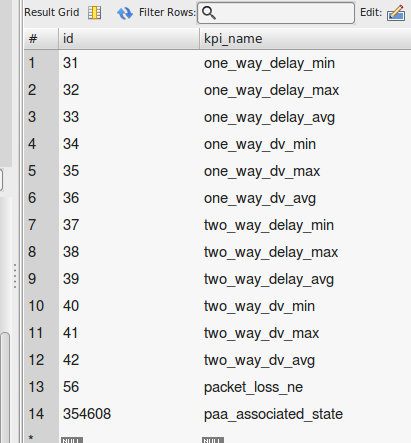 Result Grid Filter Rows: Edit:
# id kpi_name
1 31 one_way_delay_min
2 32 one_way_delay_max
3 33 one_way_delay_avg
4 34 one_way_dv_min
5 35 one_way_dv_max
6 36 one_way_dv_avg
7 37 two_way_delay_min
8 38 two_way_delay_max
9 39 two_way_delay_avg
10 40 two_way_dv_min
11 41 two_way_dv_max
12 42 two_way_dv_avg
13 56 packet_loss_ne
14 354608 paa_associated_state
* NULL NULL